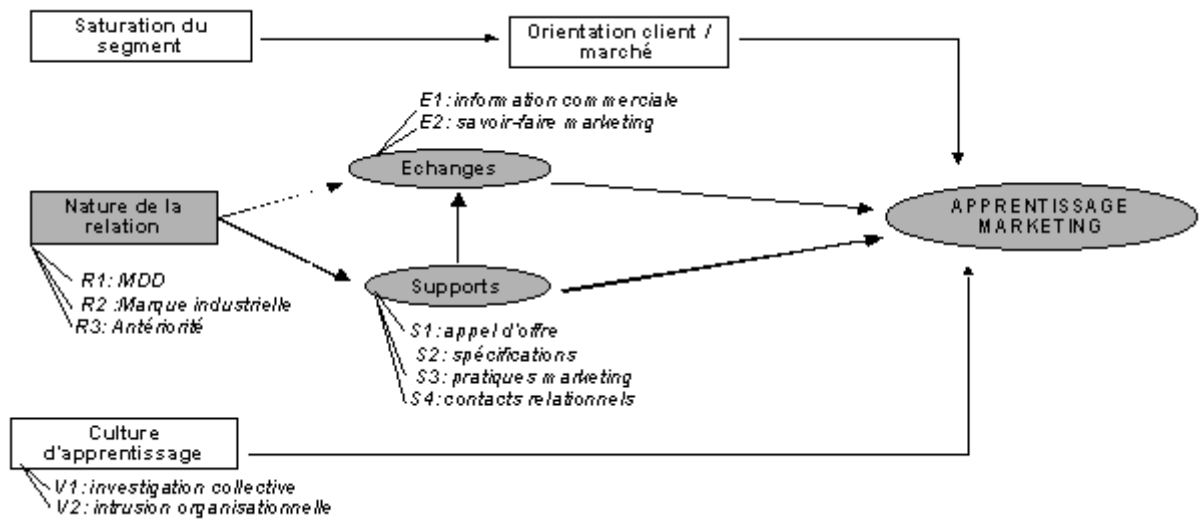 Saturation du
segment
Orientation client /
marché
E1: information commerciale
E2: savoir-faire marketing
Echanges
Nature de la
relation
APPRENTISSAGE
MARKETING
R1: MDD
R2 :Marque industrielle
R3: Antériorité
Supports
S1: appel d'offre
S2: spécifications
S3: pratiques marketing
S4: contacts relationnels
Culture
d'apprentissage
V1: investigation collective
V2: intrusion organisationnelle